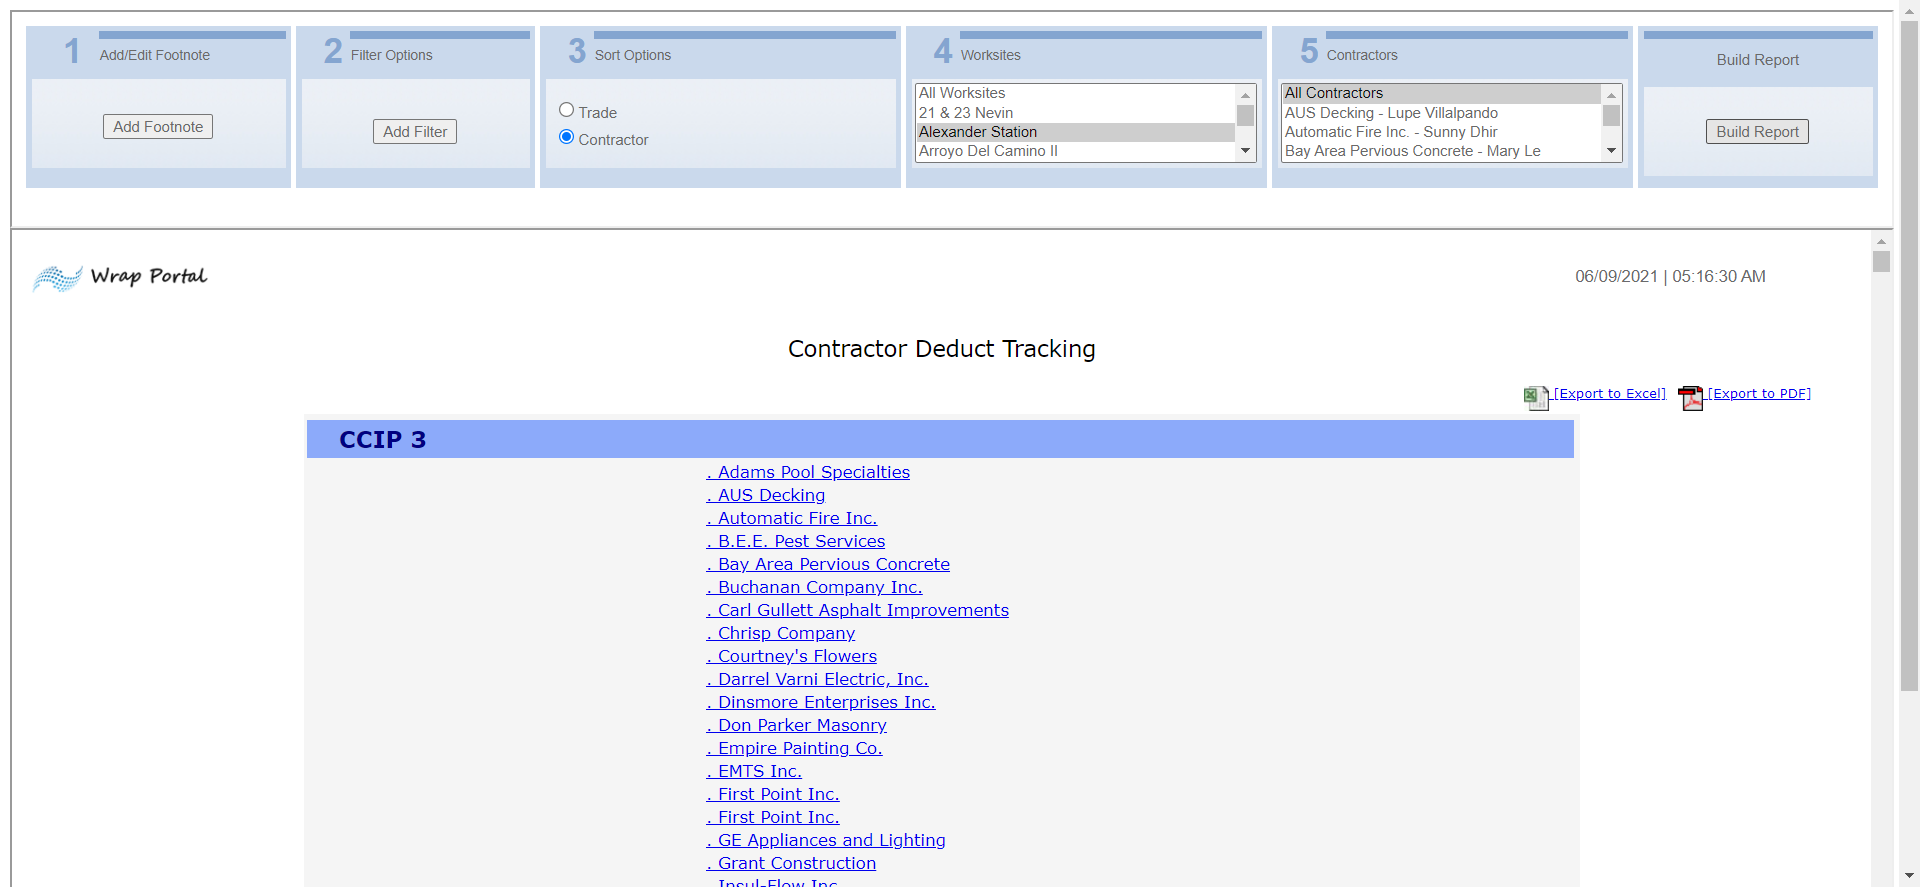 1 Add/Edit Footnote
Add Footnote
2 Filter Options
Add Filter
3 Sort Options
Trade
Contractor
4 Worksites
All Worksites
21 & 23 Nevin
Alexander Station
Arroyo Del Camino II
5 Contractors
All Contractors
AUS Decking - Lupe Villalpando
Automatic Fire Inc. - Sunny Dhir
Bay Area Pervious Concrete - Mary Le
Build Report
Build Report
Wrap Portal
06/09/2021 | 05:16:30 AM
Contractor Deduct Tracking
[Export to Excel] [Export to PDF]
CCIP 3
. Adams Pool Specialties
. AUS Decking
. Automatic Fire Inc.
. B.E.E. Pest Services
. Bay Area Pervious Concrete
. Buchanan Company Inc.
. Carl Gullett Asphalt Improvements
. Chrisp Company
. Courtney's Flowers
. Darrel Varni Electric, Inc.
. Dinsmore Enterprises Inc.
. Don Parker Masonry
. Empire Painting Co.
. EMTS Inc.
. First Point Inc.
. First Point Inc.
. GE Appliances and Lighting
. Grant Construction
. Insul-Flow Inc.